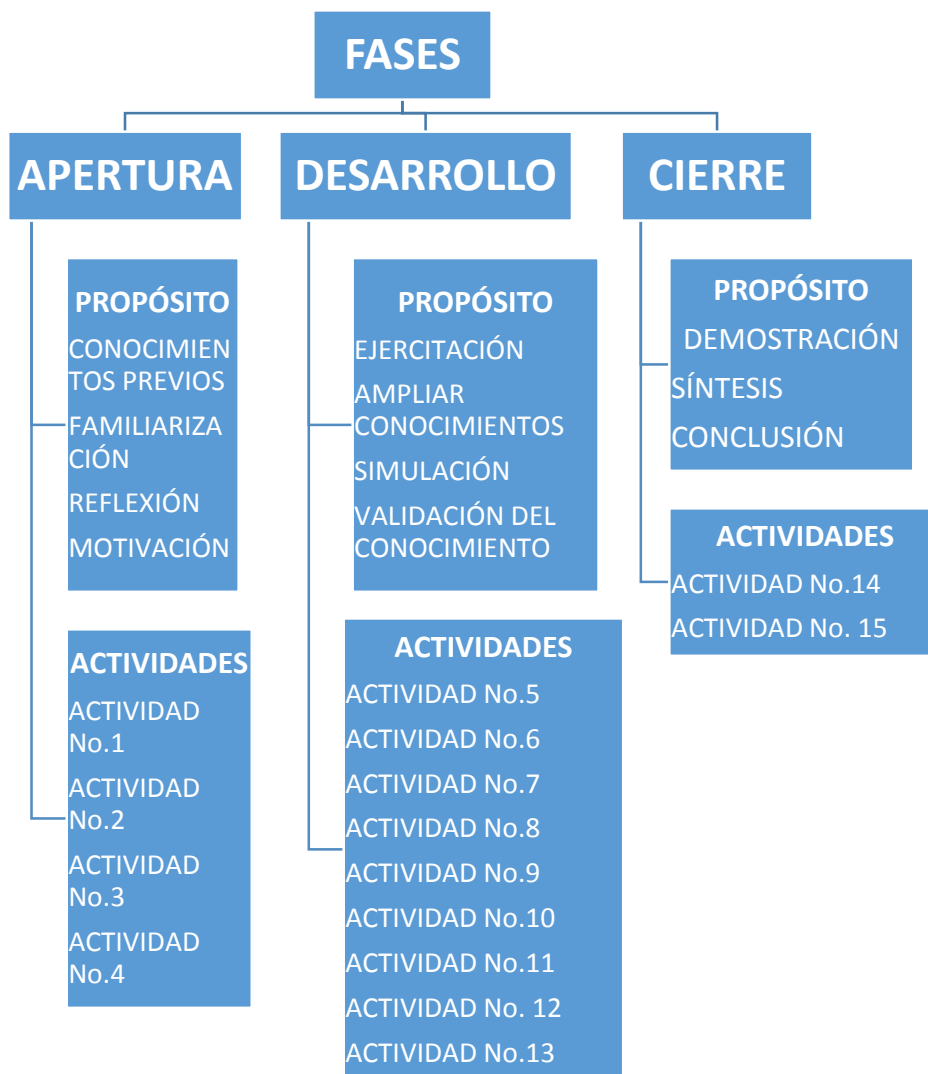 FASES
APERTURA
PROPÓSITO
CONOCIMIEN
TOS PREVIOS
FAMILIARIZA
CIÓN
REFLEXIÓN
MOTIVACIÓN
ACTIVIDADES
ACTIVIDAD
No.1
ACTIVIDAD
No.2
ACTIVIDAD
No.3
ACTIVIDAD
No.4
DESARROLLO
PROPÓSITO
EJERCITACIÓN
AMPLIAR
CONOCIMIENTOS
SIMULACIÓN
VALIDACIÓN DEL
CONOCIMIENTO
ACTIVIDADES
ACTIVIDAD No.5
ACTIVIDAD No.6
ACTIVIDAD No.7
ACTIVIDAD No.8
ACTIVIDAD No.9
ACTIVIDAD No.10
ACTIVIDAD No.11
ACTIVIDAD No. 12
ACTIVIDAD No.13
CIERRE
PROPÓSITO
DEMOSTRACIÓN
SÍNTESIS
CONCLUSIÓN
ACTIVIDADES
ACTIVIDAD No.14
ACTIVIDAD No. 15